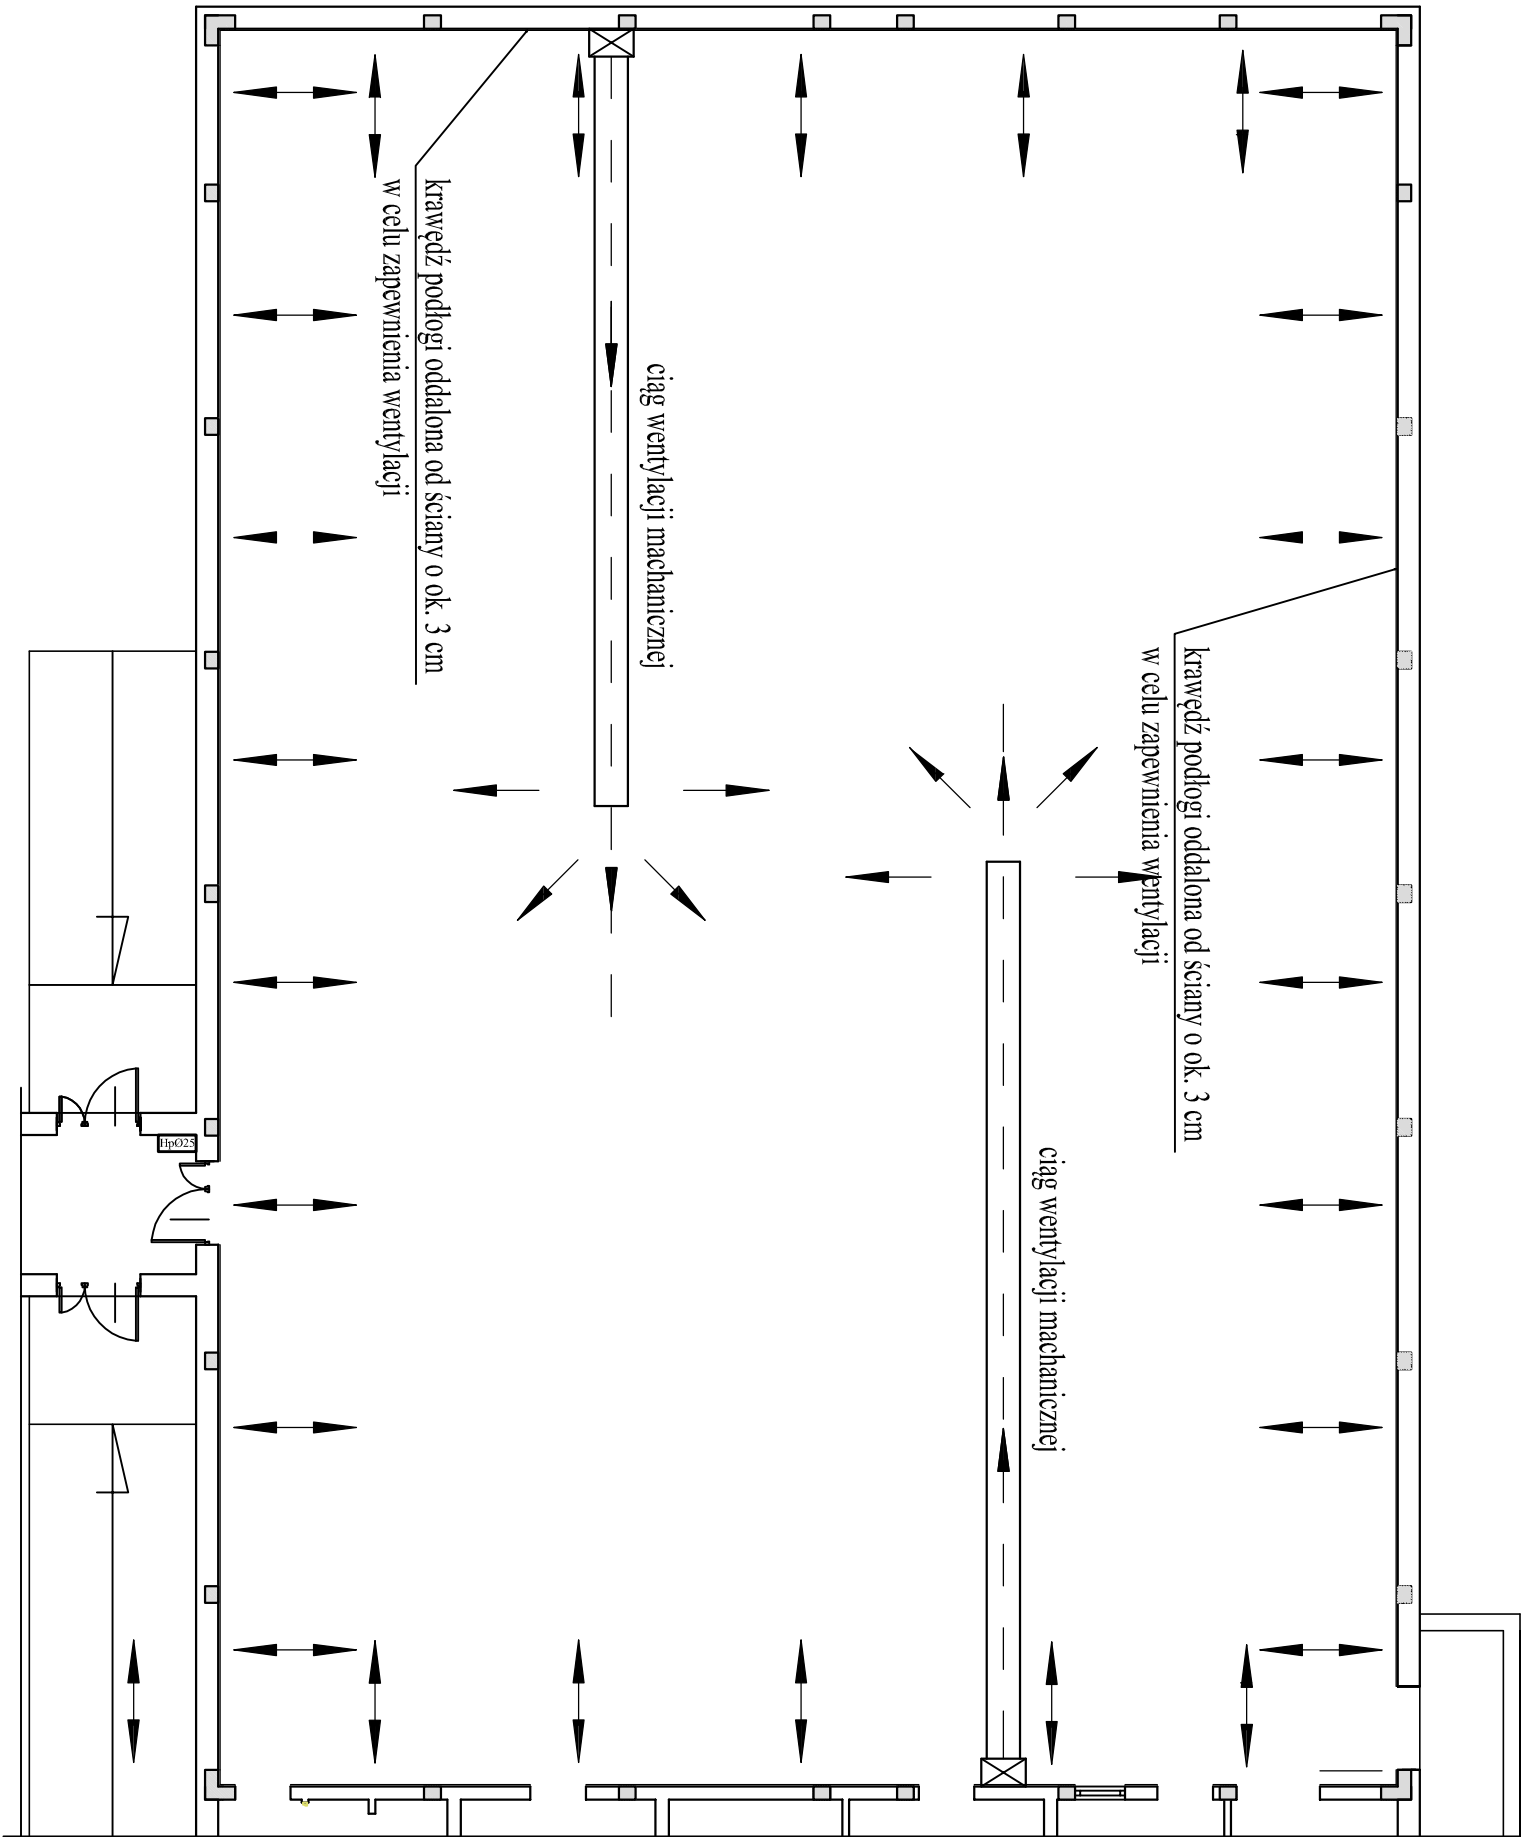 krawędź podłogi oddalona od ściany o ok. 3 cm
w celu zapewnienia wentylacji
ciąg wentylacji machanicznej
krawędź podłogi oddalona od ściany o ok. 3 cm
w celu zapewnienia wentylacji
ciąg wentylacji machanicznej
HpØ25